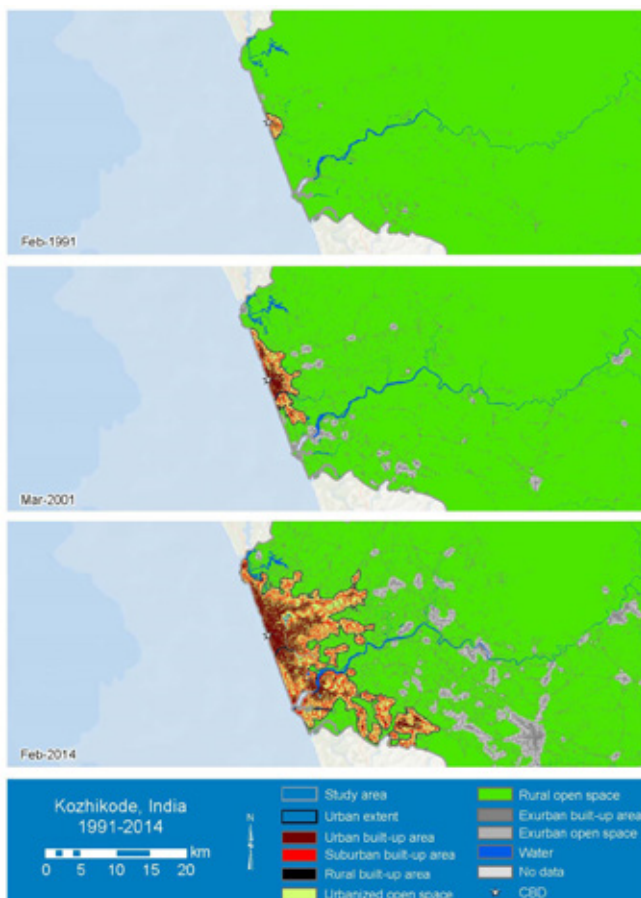 Feb-1991
Mar-2001
Feb-2014
Kozhikode, India
1991-2014
km
0 5 10 20
Study area
Urban extent
Urban built-up area
Suburban built-up area
Rural built-up area
Urbanized open space
Rural open space
Exurban built-up area
Exurban open space
Water
No data
CBD